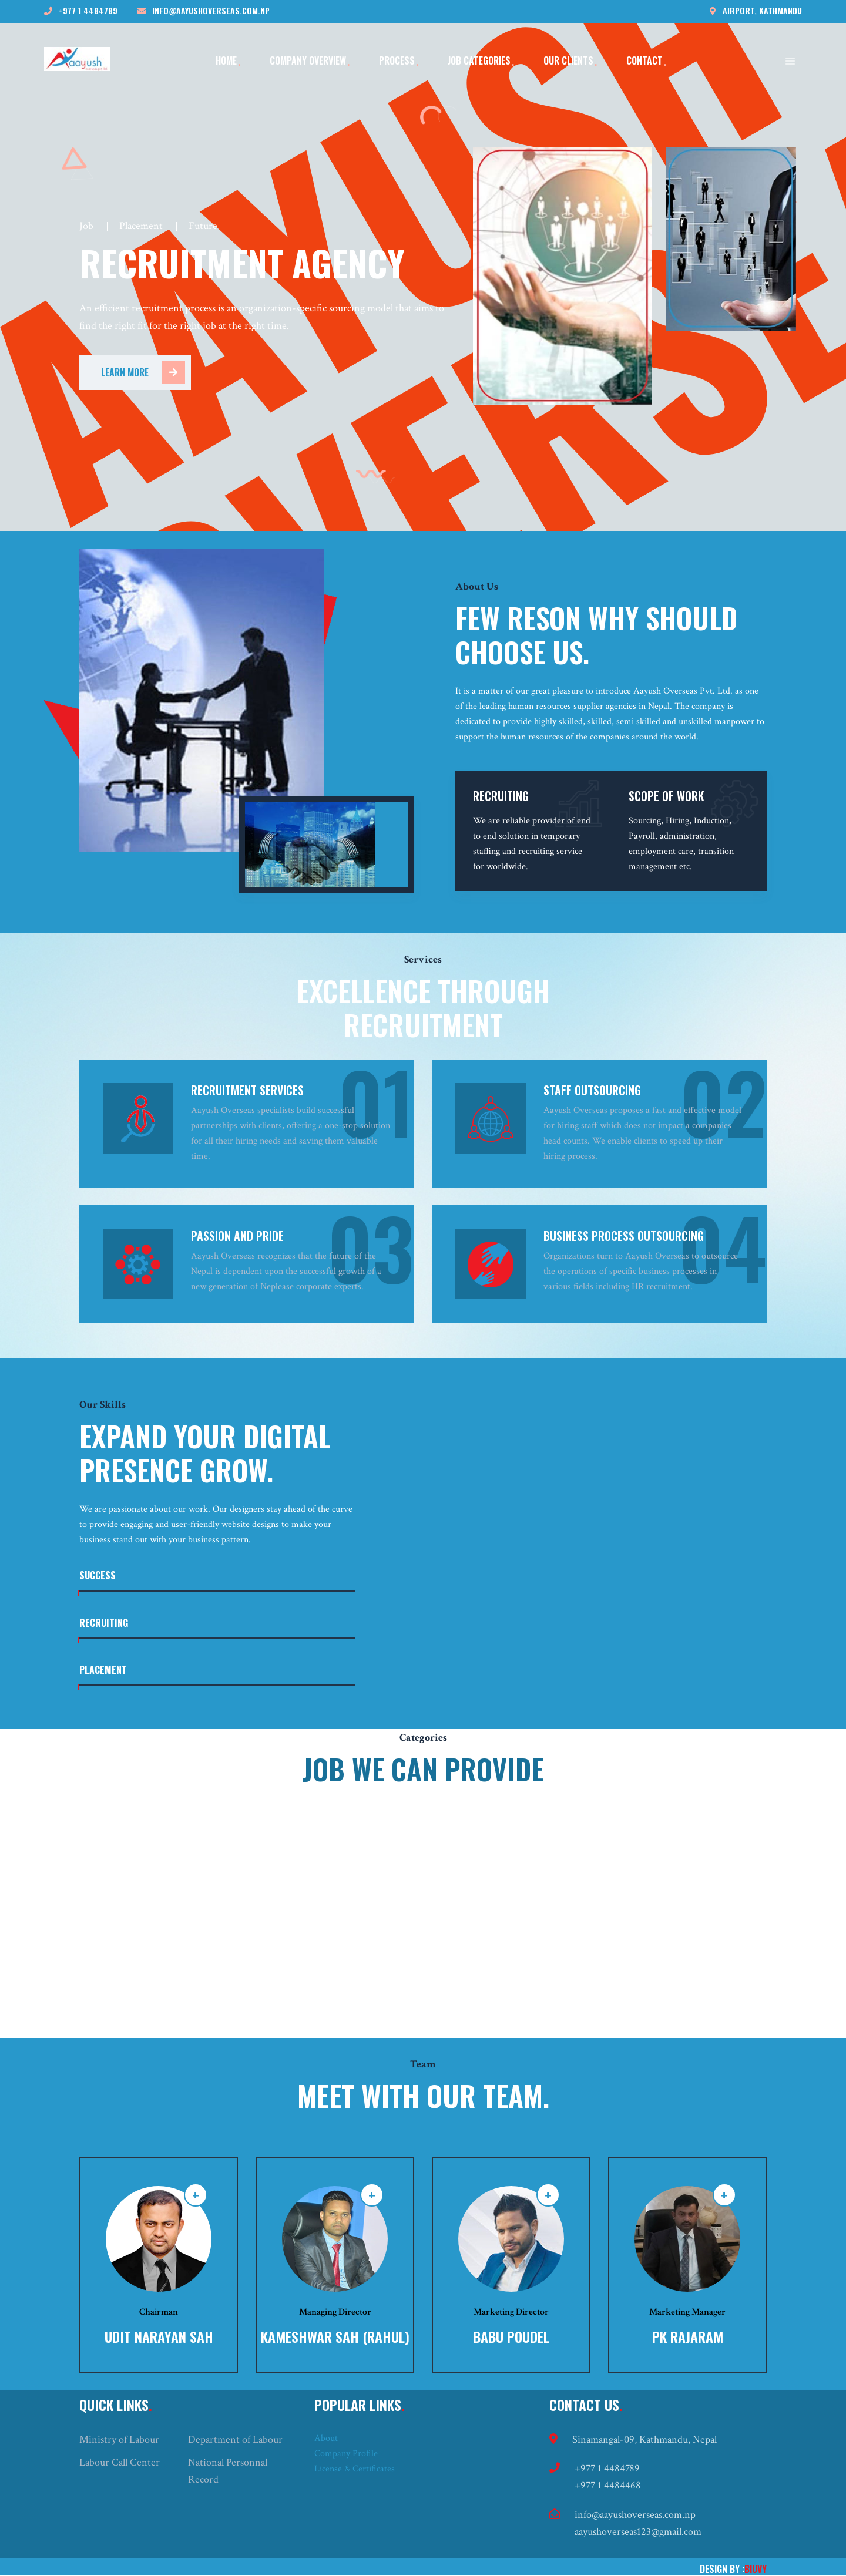 +977 1 4484789 INFO@AAYUSHOVERSEAS.COM.NP AIRPORT, KATHMANDU
Aayush
HOME COMPANY OVERVIEW PROCESS JOB CATEGORIES OUR CLIENTS CONTACT
AAYUSH
OVERSE
Job | Placement | Future
RECRUITMENT AGENCY
An efficient recruitment process is an organization-specific sourcing model that aims to
find the right fit for the right job at the right time.
LEARN MORE
About Us
FEW RESON WHY SHOULD
CHOOSE US.
It is a matter of our great pleasure to introduce Aayush Overseas Pvt. Ltd. as one
of the leading human resources supplier agencies in Nepal. The company is
dedicated to provide highly skilled, skilled, semi skilled and unskilled manpower to
support the human resources of the companies around the world.
RECRUITING
We are reliable provider of end
to end solution in temporary
staffing and recruiting service
for worldwide.
SCOPE OF WORK
Sourcing, Hiring, Induction,
Payroll, administration,
employment care, transition
management etc.
Services
EXCELLENCE THROUGH
RECRUITMENT
01
RECRUITMENT SERVICES
Aayush Overseas specialists build successful
partnerships with clients, offering a one-stop solution
for all their hiring needs and saving them valuable
time.
02
STAFF OUTSOURCING
Aayush Overseas proposes a fast and effective model
for hiring staff which does not impact a companies
head counts. We enable clients to speed up their
hiring process.
03
PASSION AND PRIDE
Aayush Overseas recognizes that the future of the
Nepal is dependent upon the successful growth of a
new generation of Neplease corporate experts.
04
BUSINESS PROCESS OUTSOURCING
Organizations turn to Aayush Overseas to outsource
the operations of specific business processes in
various fields including HR recruitment.
Our Skills
EXPAND YOUR DIGITAL
PRESENCE GROW.
We are passionate about our work. Our designers stay ahead of the curve
to provide engaging and user-friendly website designs to make your
business stand out with your business pattern.
SUCCESS
RECRUITING
PLACEMENT
Categories
JOB WE CAN PROVIDE
Team
MEET WITH OUR TEAM.
Chairman
UDIT NARAYAN SAH
Managing Director
KAMESHWAR SAH (RAHUL)
Marketing Director
BABU POUDEL
Marketing Manager
PK RAJARAM
QUICK LINKS
Ministry of Labour
Labour Call Center
Department of Labour
National Personnal
Record
POPULAR LINKS
About
Company Profile
License & Certificates
CONTACT US
Sinamangal-09, Kathmandu, Nepal
+977 1 4484789
+977 1 4484468
info@aayushoverseas.com.np
aayushoverseas123@gmail.com
DESIGN BY :BIUVY